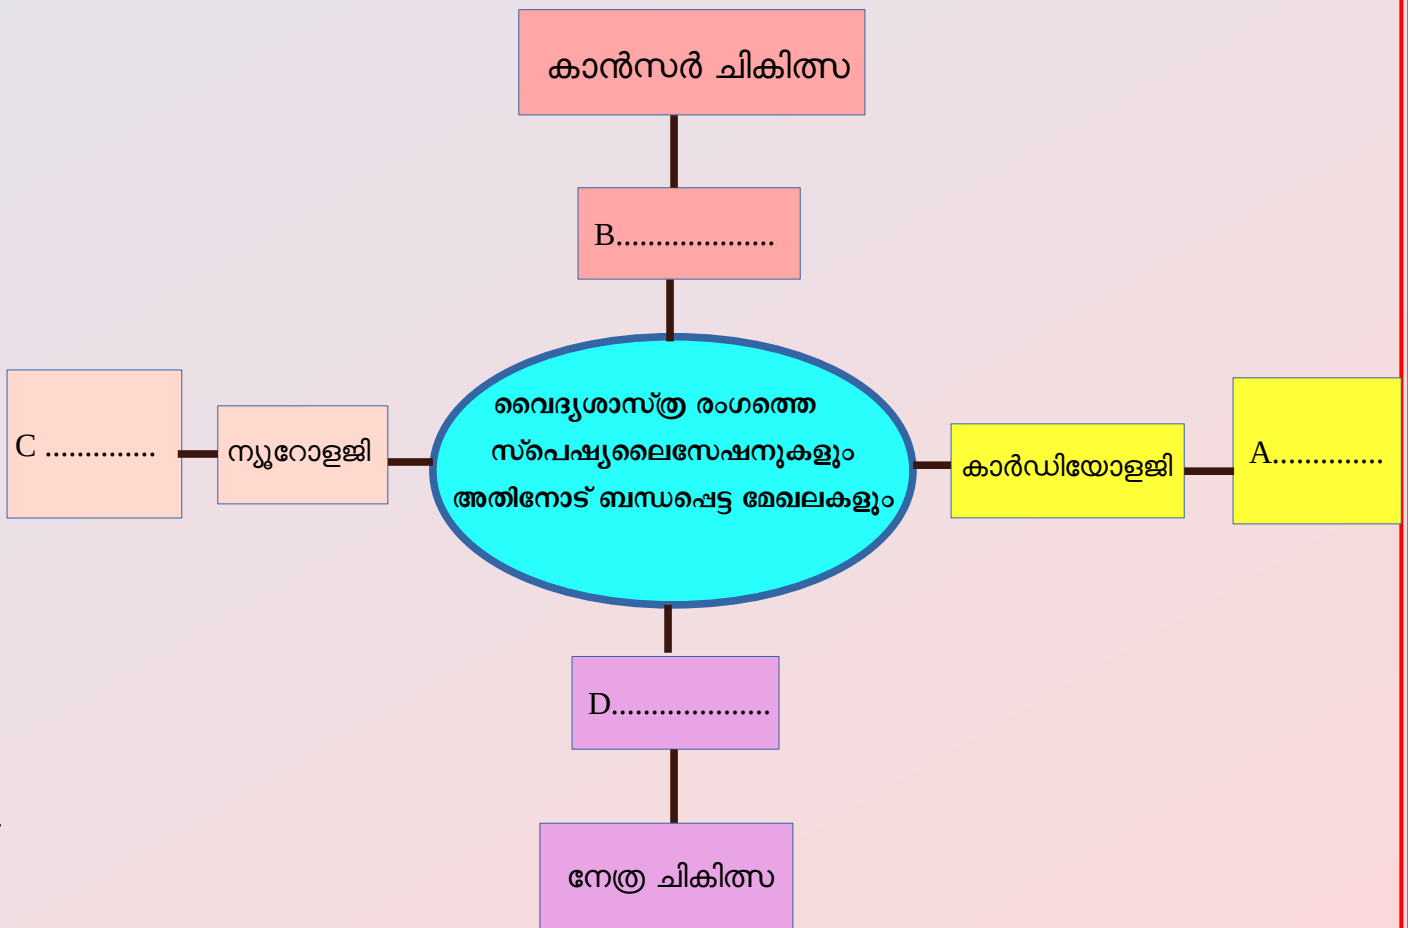 കാൻസർ ചികിത്സ
B....................
വൈദ്യശാസ്ത്ര രംഗത്തെ
സ്പെഷ്യലൈസേഷനുകളും
അതിനോട് ബന്ധപ്പെട്ട മേഖലകളും
C ..............
ന്യൂറോളജി
കാർഡിയോളജി
A..............
D....................
നേത്ര ചികിത്സ